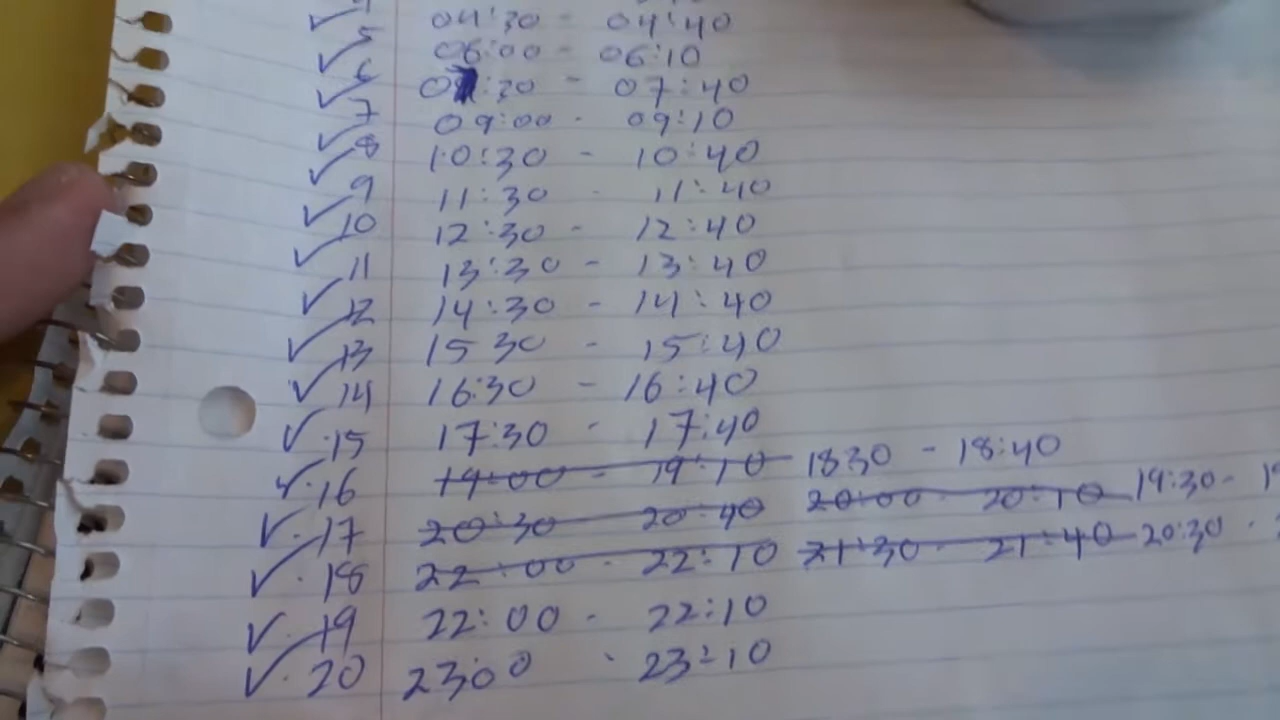 04:30 - 04:40
✓ 5 06:00 - 06:10
✓ 6 07:30 - 07:40
✓ 7 09:00 - 09:10
✓ 8 10:30 - 10:40
✓ 9 11:30 - 11:40
✓ 10 12:30 - 12:40
✓ 11 13:30 - 13:40
✓ 12 14:30 - 14:40
✓ 13 15 30 - 15:40
✓ 14 16:30 - 16:40
✓ 15 17:30 - 17:40
✓ 16 19:00 - 19:10 1830 - 18:40
✓ 17 20:30 20:40 20:00 - 20:10 19:30 -
✓ 18 22:00 - 22:10 21:30 - 21:40 20:30 -
✓ 19 22:00 - 22:10
✓ 20 23:00 - 23:10